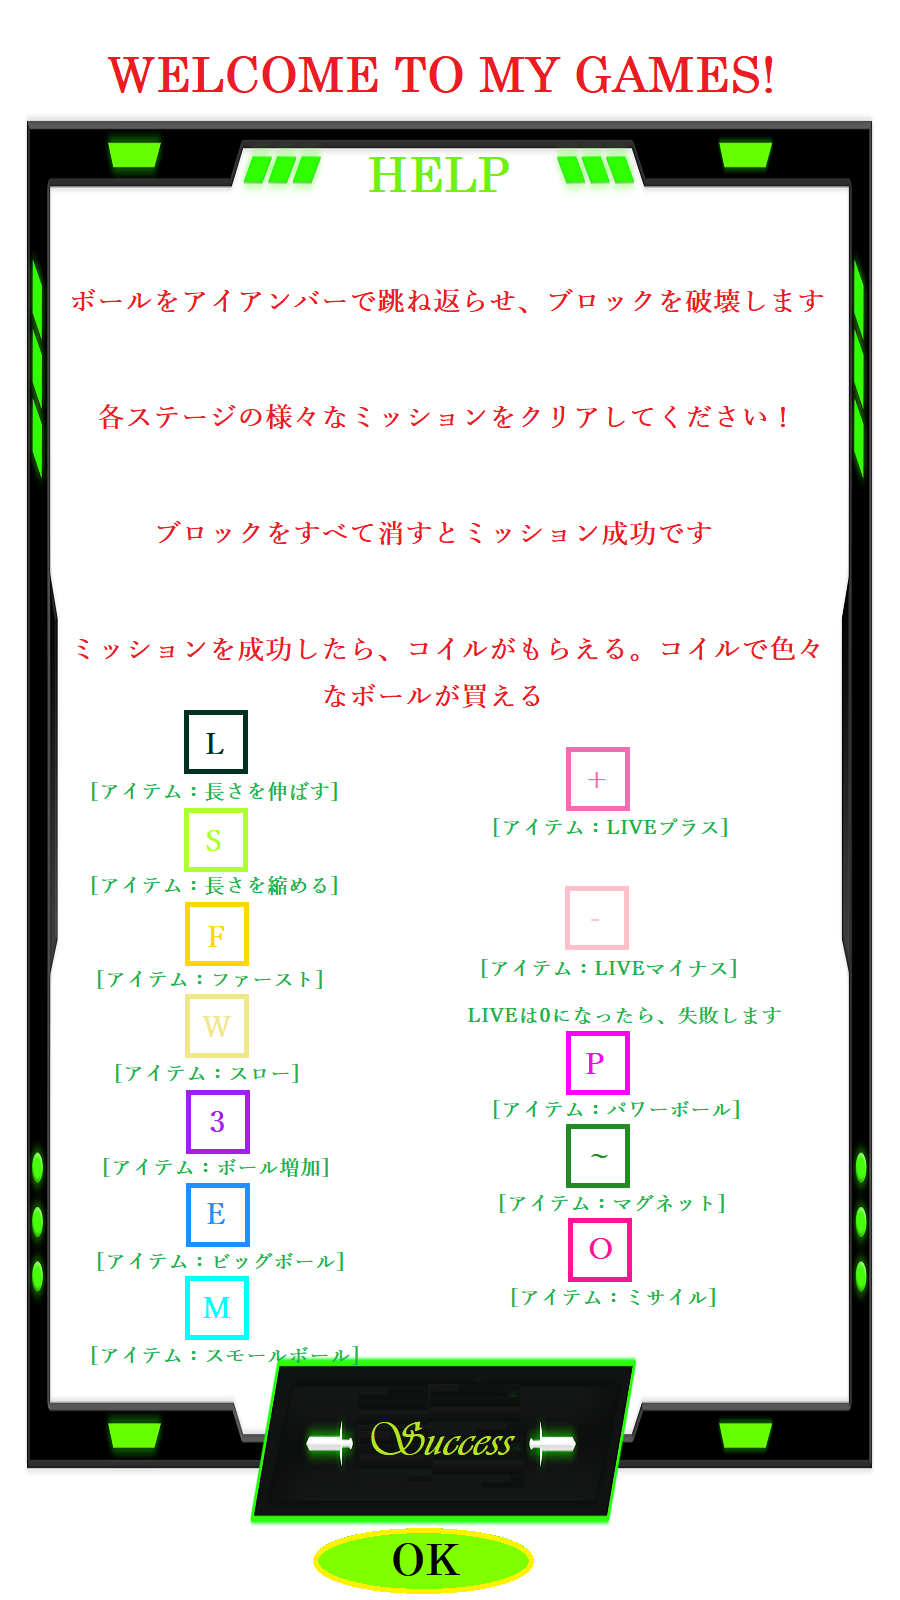 WELCOME TO MY GAMES!
HELP
ボールをアイアンバーで跳ね返らせ、ブロックを破壊します
各ステージの様々なミッションをクリアしてください！
ブロックをすべて消すとミッション成功です
ミッションを成功したら、コイルがもらえる。コイルで色々
なボールが買える
L
[アイテム：長さを伸ばす]
S
[アイテム：長さを縮める]
F
[アイテム：ファースト]
W
[アイテム：スロー]
3
[アイテム：ボール増加]
E
[アイテム：ビッグボール]
M
[アイテム：スモールボール]
+
[アイテム：LIVEプラス]
-
[アイテム：LIVEマイナス]
LIVEは0になったら、失敗します
P
[アイテム：パワーボール]
~
[アイテム：マグネット]
O
[アイテム：ミサイル]
Success
OK